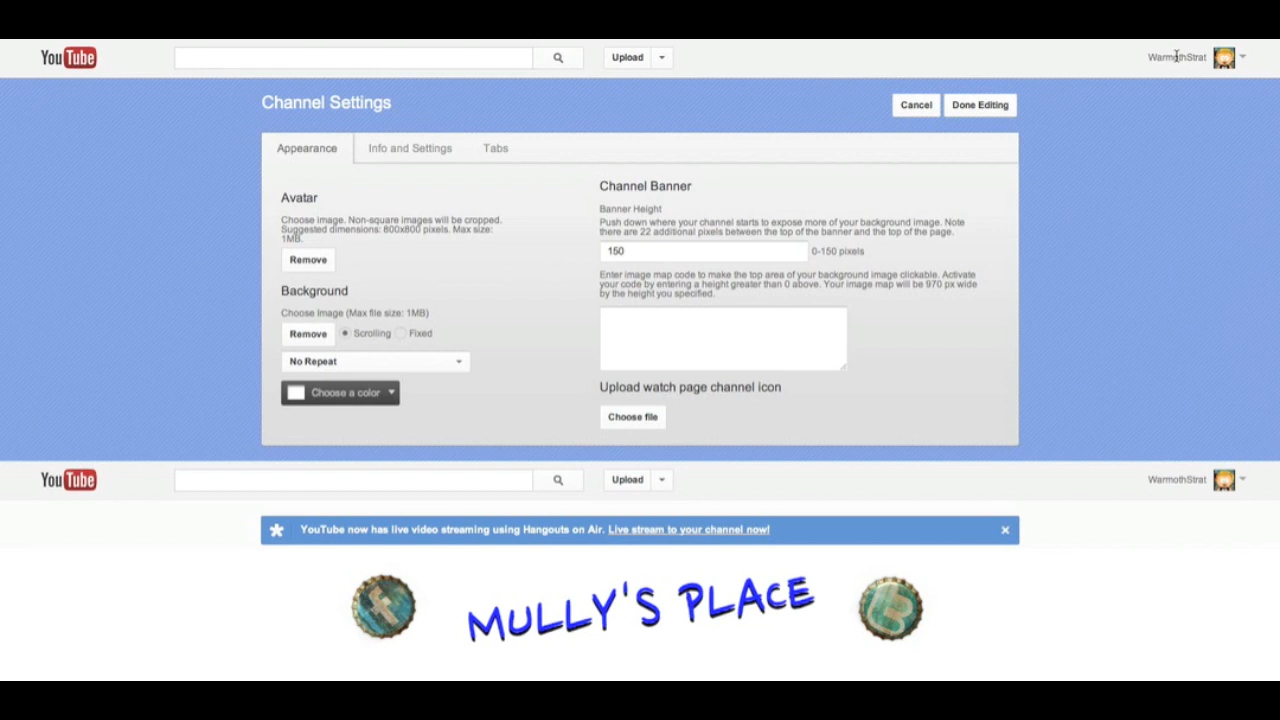 YouTube
Upload
WarmothStrat
Channel Settings
Cancel
Done Editing
Appearance
Info and Settings
Tabs
Avatar
Choose image. Non-square images will be cropped.
Suggested dimensions: 800x800 pixels. Max size:
1MB.
Remove
Background
Choose Image (Max file size: 1MB)
Remove
Scrolling
Fixed
No Repeat
Choose a color
Channel Banner
Banner Height
Push down where your channel starts to expose more of your background image. Note
there are 22 additional pixels between the top of the banner and the top of the page.
150
0-150 pixels
Enter image map code to make the top area of your background image clickable. Activate
your code by entering a height greater than 0 above. Your image map will be 970 px wide
by the height you specified.
Upload watch page channel icon
Choose file
YouTube
Upload
WarmothStrat
YouTube now has live video streaming using Hangouts on Air. Live stream to your channel now!
f
MULLY'S PLACE
t